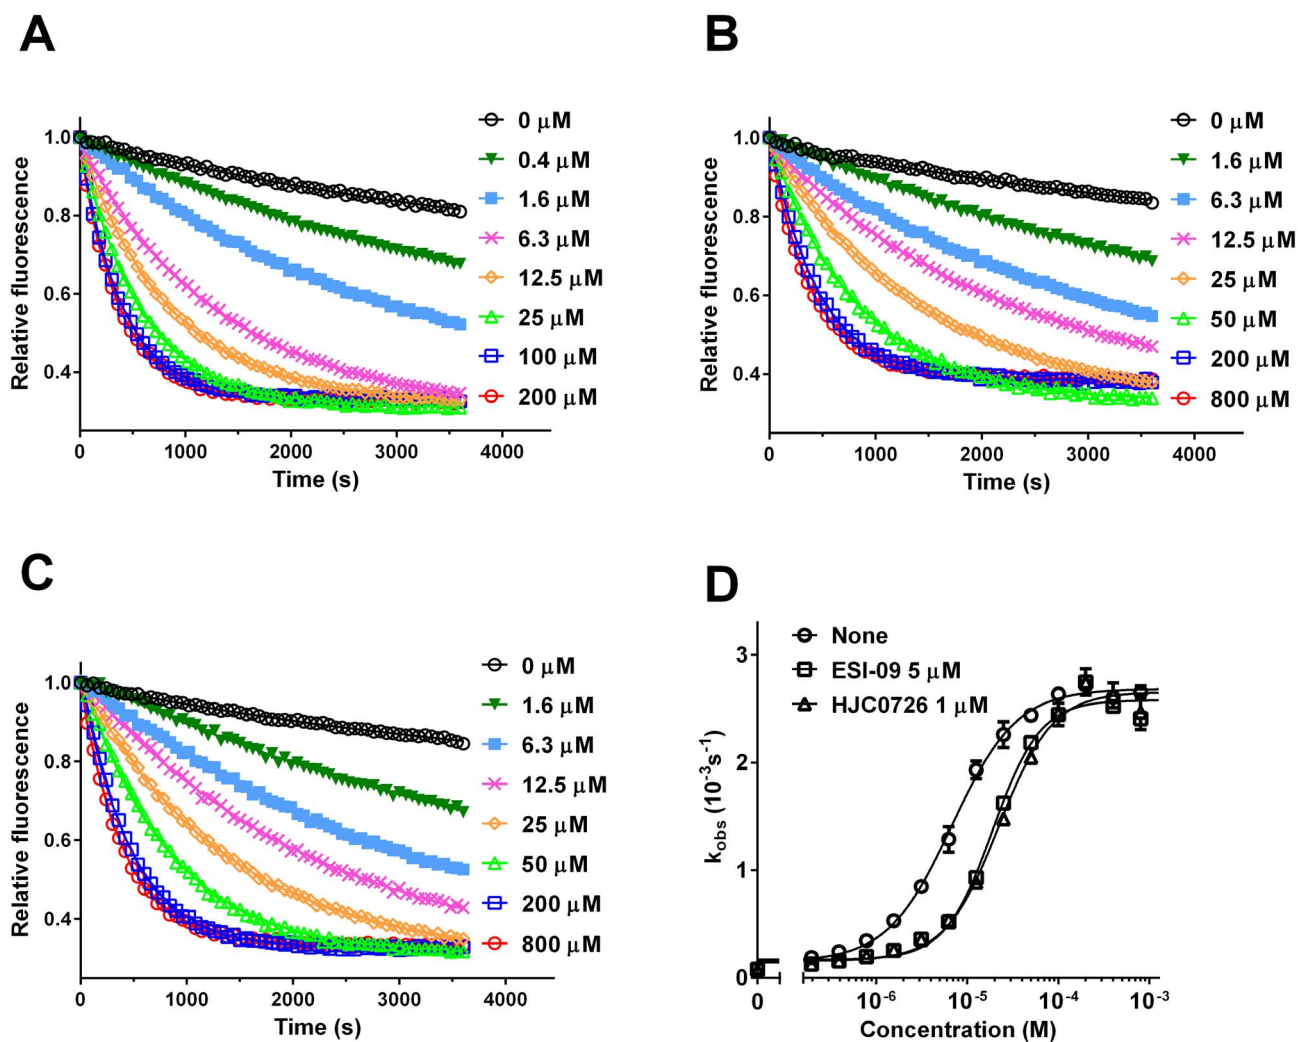 A
1.0
0.8
0.6
0.4
Relative fluorescence
0 1000 2000 3000 4000
Time (s)
0 μM
0.4 μM
1.6 μM
6.3 μM
12.5 μM
25 μM
100 μM
200 μM
B
1.0
0.8
0.6
0.4
Relative fluorescence
0 1000 2000 3000 4000
Time (s)
0 μM
1.6 μM
6.3 μM
12.5 μM
25 μM
50 μM
200 μM
800 μM
C
1.0
0.8
0.6
0.4
Relative fluorescence
0 1000 2000 3000 4000
Time (s)
0 μM
1.6 μM
6.3 μM
12.5 μM
25 μM
50 μM
200 μM
800 μM
D
None
ESI-09 5 μM
HJC0726 1 μM
3
2
1
0
k_obs (10⁻³s⁻¹)
0 10⁻⁶ 10⁻⁵ 10⁻⁴ 10⁻³
Concentration (M)